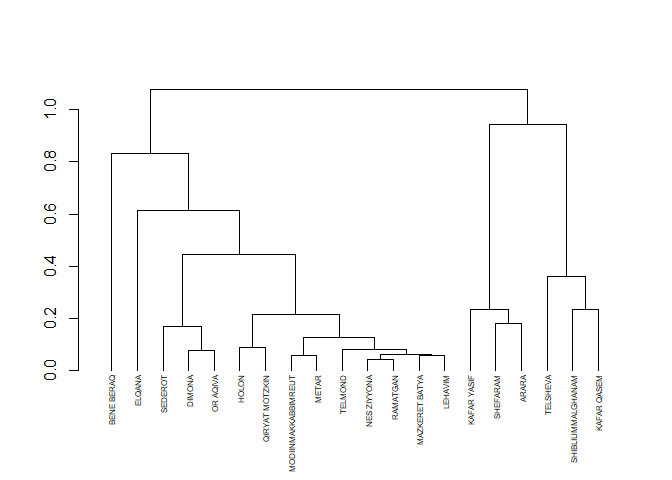 1.0
0.8
0.6
0.4
0.2
0.0
BENE BERAQ
ELQANA
SEDEROT
DIMONA
OR AQIVA
HOLON
QIRYAT MOTZKIN
MODIINMAKKABBIMREUT
METAR
TELMOND
NES ZIYYONA
RAMATGAN
MAZKERET BATYA
LEHAVIM
KAFAR YASIF
SHEFARAM
ARARA
TELSHEVA
SHIBLIUMMALGHANAM
KAFAR QASEM